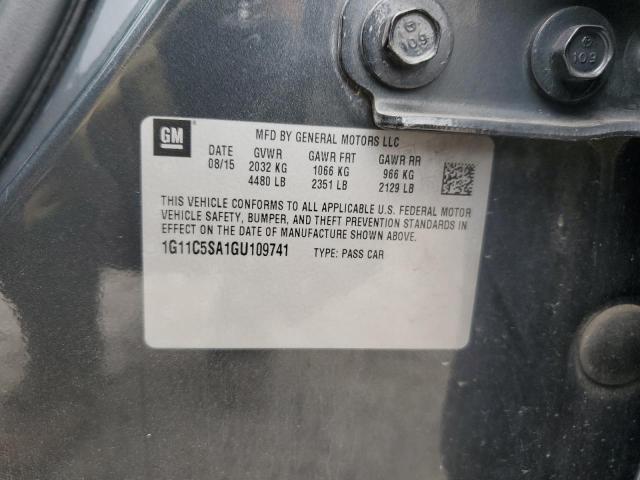 109
109
GM
MFD BY GENERAL MOTORS LLC
DATE GVWR GAWR FRT GAWR RR
08/15 2032 KG 1066 KG 966 KG
4480 LB 2351 LB 2129 LB
THIS VEHICLE CONFORMS TO ALL APPLICABLE U.S. FEDERAL MOTOR
VEHICLE SAFETY, BUMPER, AND THEFT PREVENTION STANDARDS IN
EFFECT ON THE DATE OF MANUFACTURE SHOWN ABOVE.
1G11C5SA1GU109741 TYPE: PASS CAR